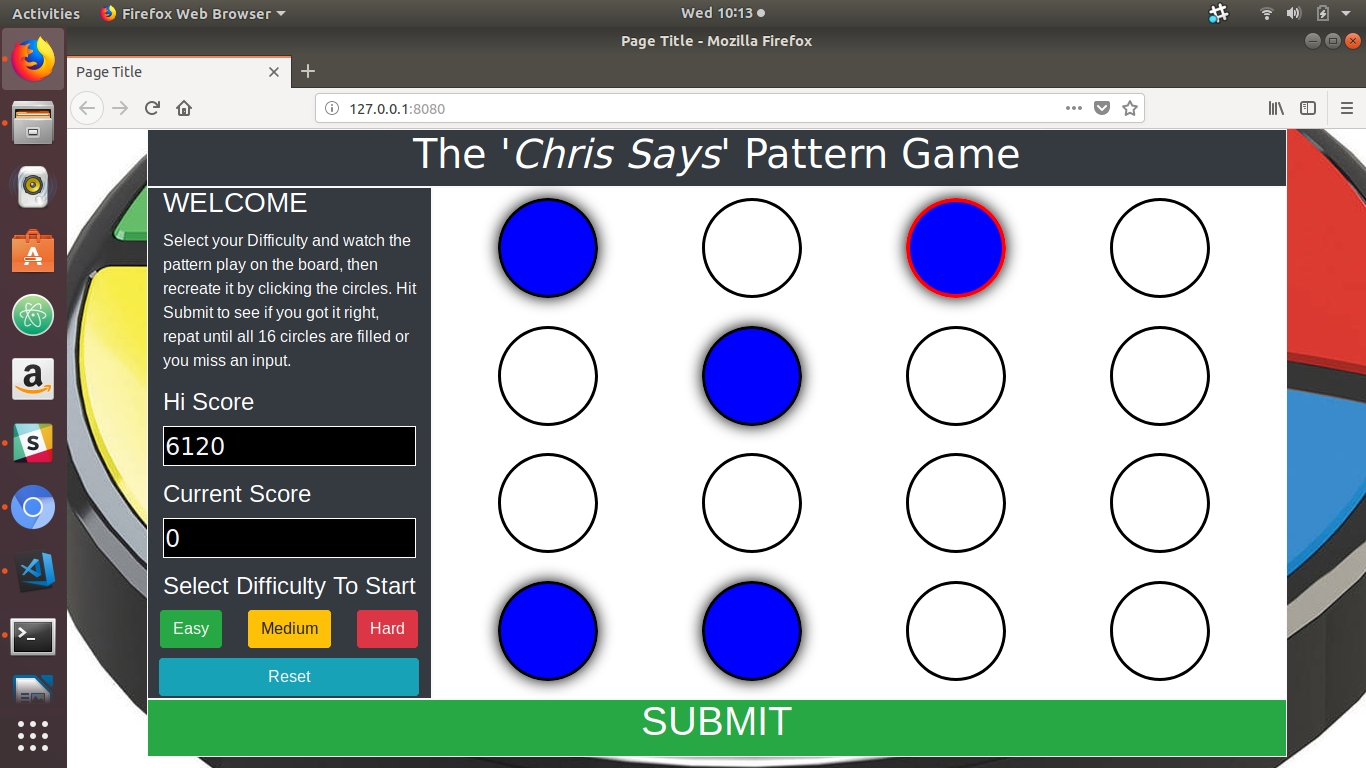 Activities Firefox Web Browser Wed 10:13
Page Title - Mozilla Firefox
Page Title
127.0.0.1:8080
The 'Chris Says' Pattern Game
WELCOME
Select your Difficulty and watch the
pattern play on the board, then
recreate it by clicking the circles. Hit
Submit to see if you got it right,
repat until all 16 circles are filled or
you miss an input.
Hi Score
6120
Current Score
0
Select Difficulty To Start
Easy Medium Hard
Reset
SUBMIT